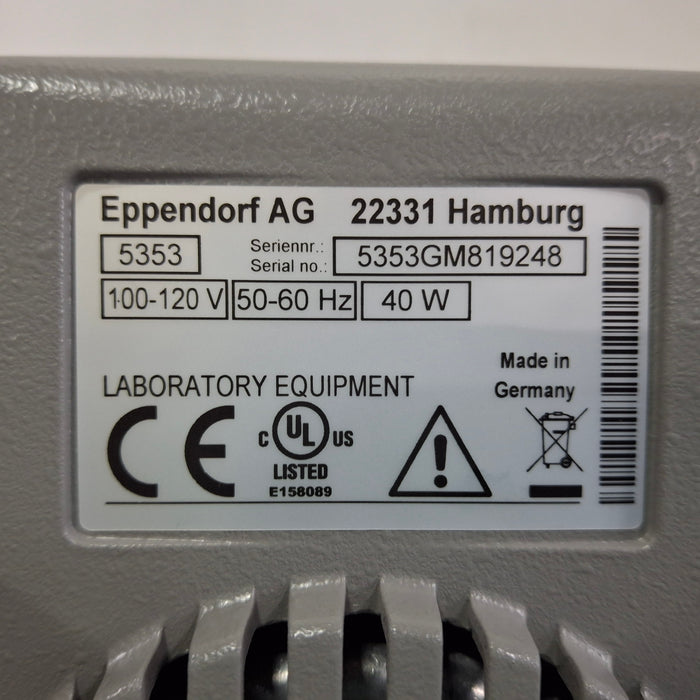 Eppendorf AG 22331 Hamburg
5353 Seriennr.: Serial no.: 5353GM819248
100-120 V 50-60 Hz 40 W
Made in
Germany
LABORATORY EQUIPMENT
CE C UL US
LISTED
E158089